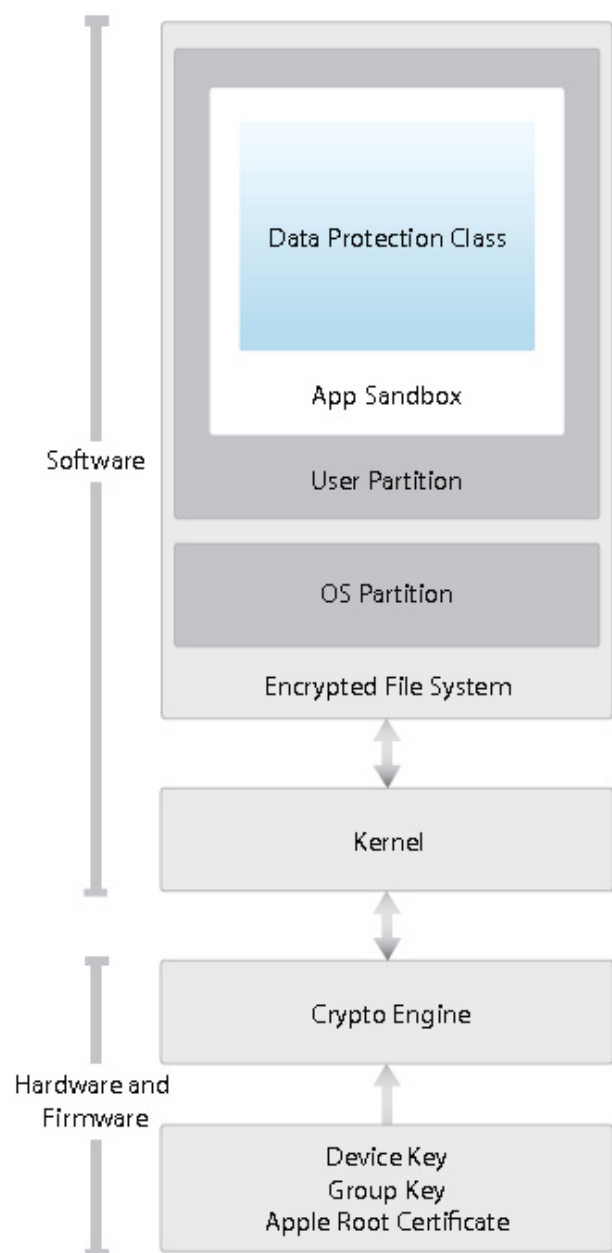 Data Protection Class
App Sandbox
Software
User Partition
OS Partition
Encrypted File System
Kernel
Crypto Engine
Hardware and
Firmware
Device Key
Group Key
Apple Root Certificate